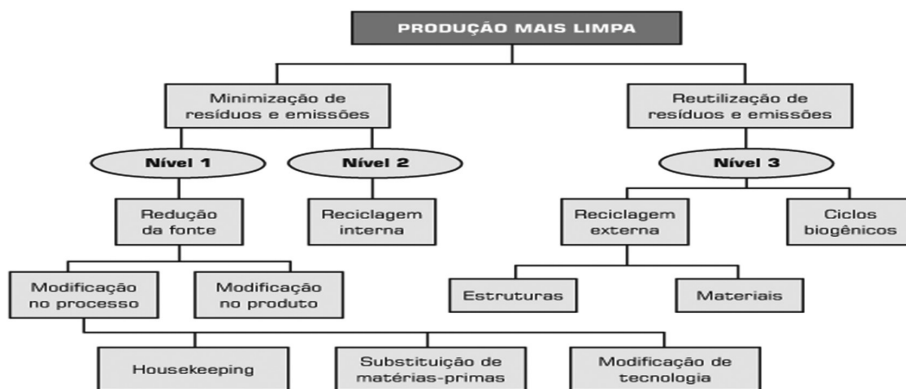 PRODUÇÃO MAIS LIMPA
Minimização de
resíduos e emissões
Reutilização de
resíduos e emissões
Nível 1
Nível 2
Nível 3
Redução
da fonte
Reciclagem
interna
Reciclagem
externa
Ciclos
biogênicos
Modificação
no processo
Modificação
no produto
Estruturas
Materiais
Housekeeping
Substituição de
matérias-primas
Modificação de
tecnologia